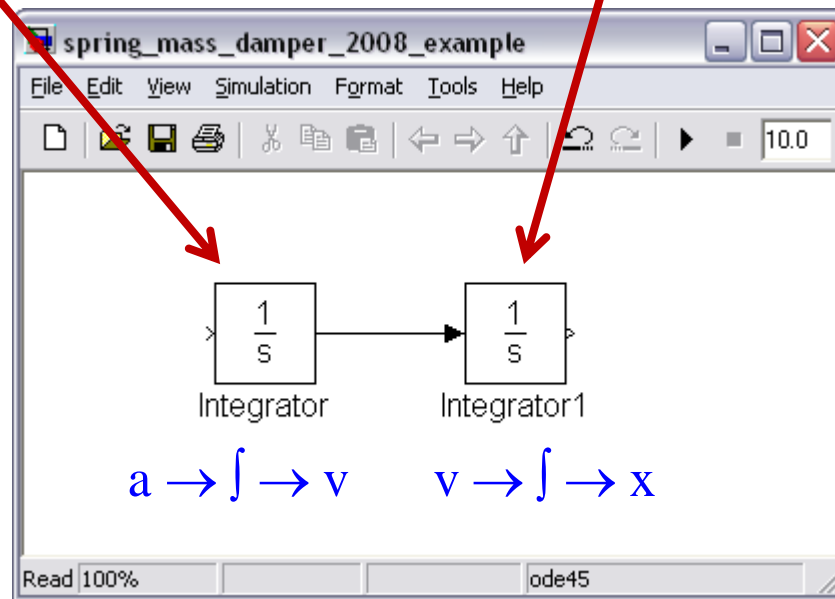 spring_mass_damper_2008_example
File Edit View Simulation Format Tools Help
10.0
1
s
1
s
Integrator
Integrator1
a → ∫ → v
v → ∫ → x
Read 100%
ode45